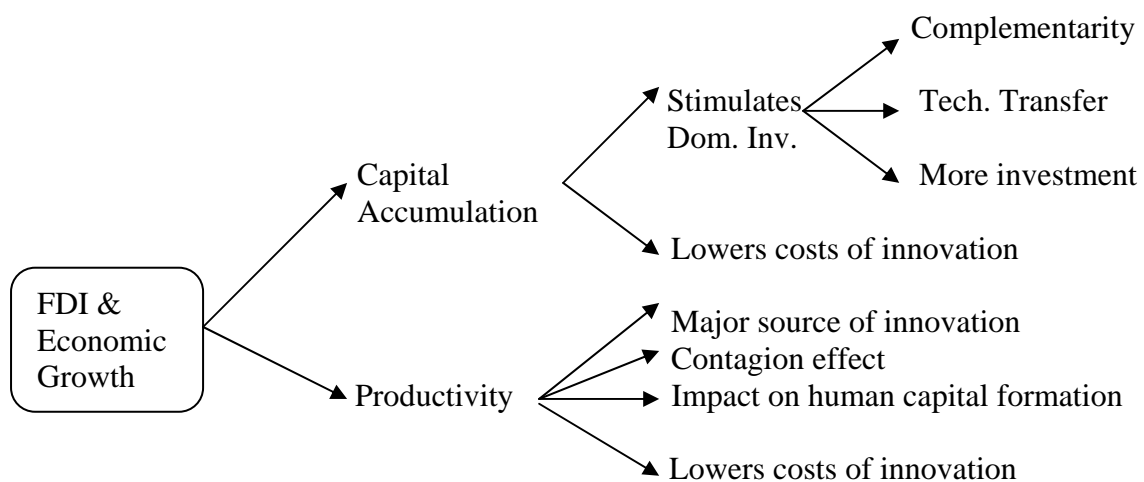 Complementarity
Stimulates
Dom. Inv.
Tech. Transfer
More investment
Capital
Accumulation
Lowers costs of innovation
FDI &
Economic
Growth
Major source of innovation
Contagion effect
Productivity
Impact on human capital formation
Lowers costs of innovation